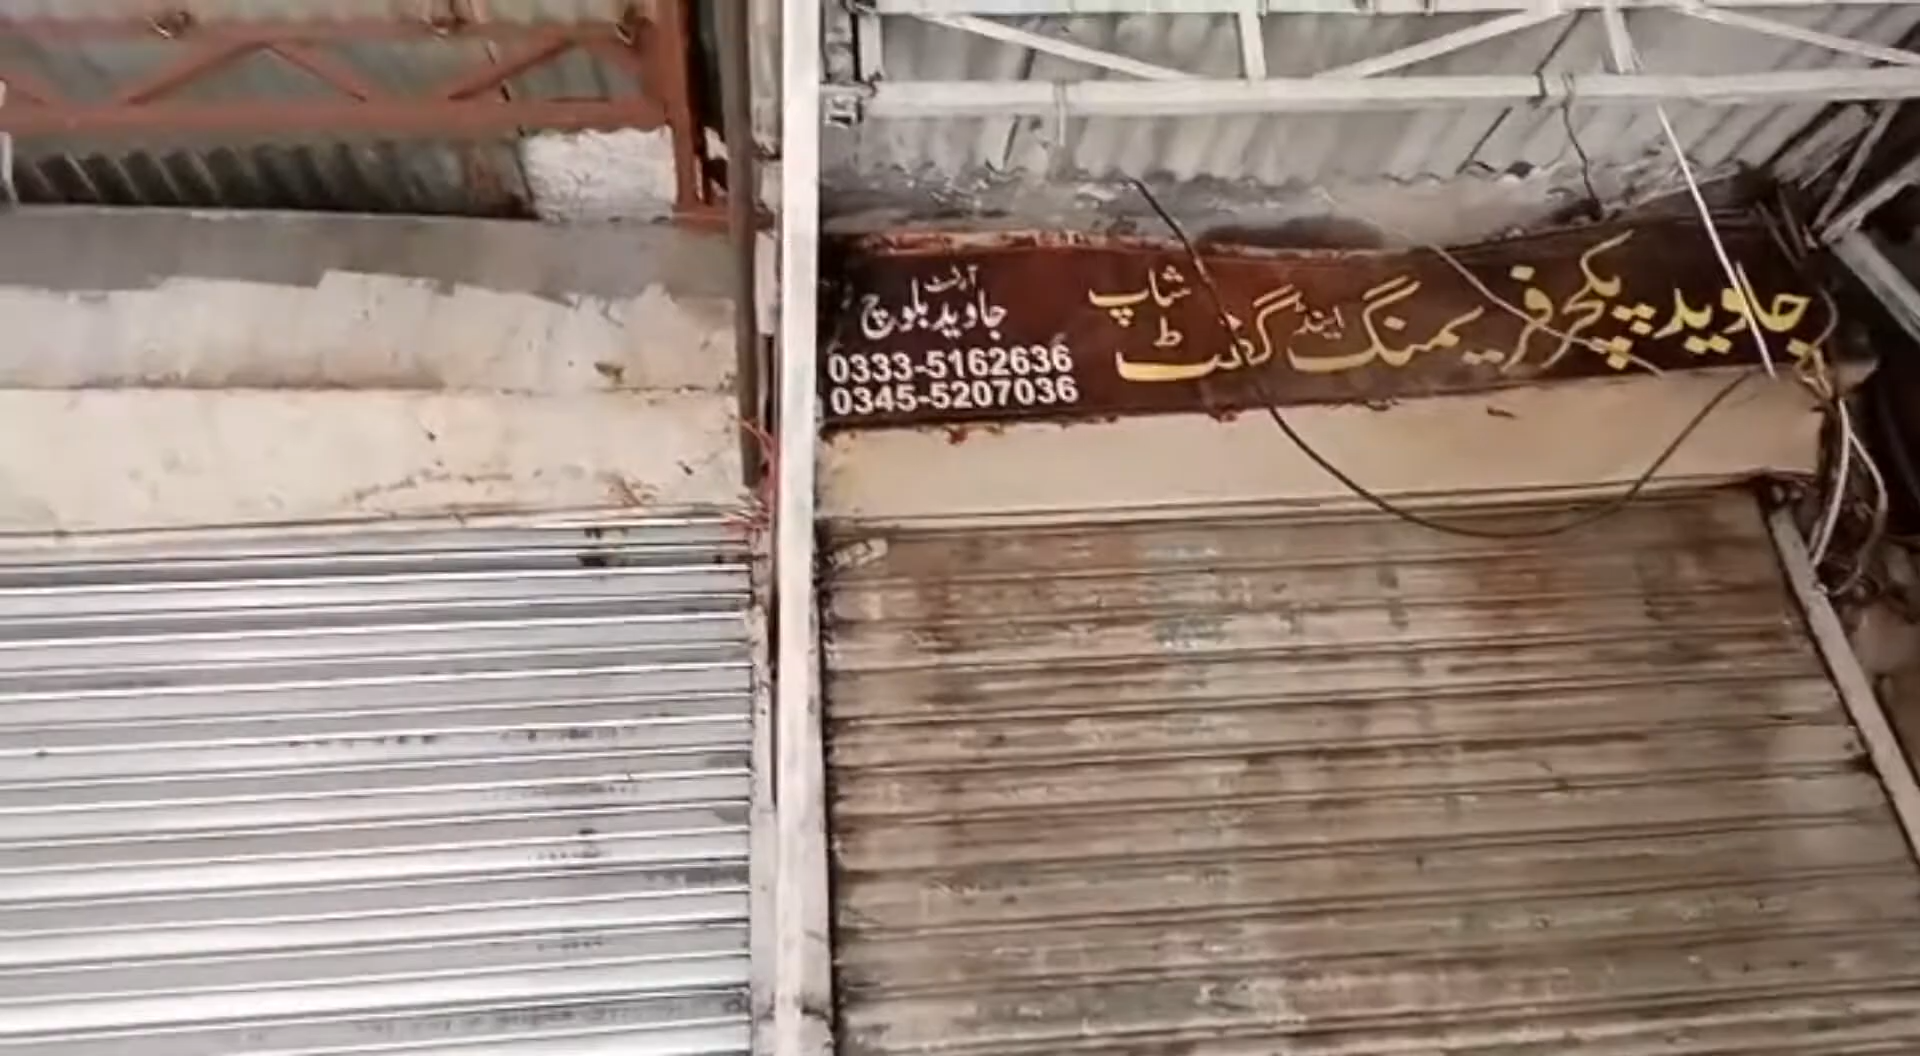 جاوید پکچر فریمنگ اینڈ گفٹ شاپ
آرٹسٹ
جاوید بلوچ
0333-5162636
0345-5207036